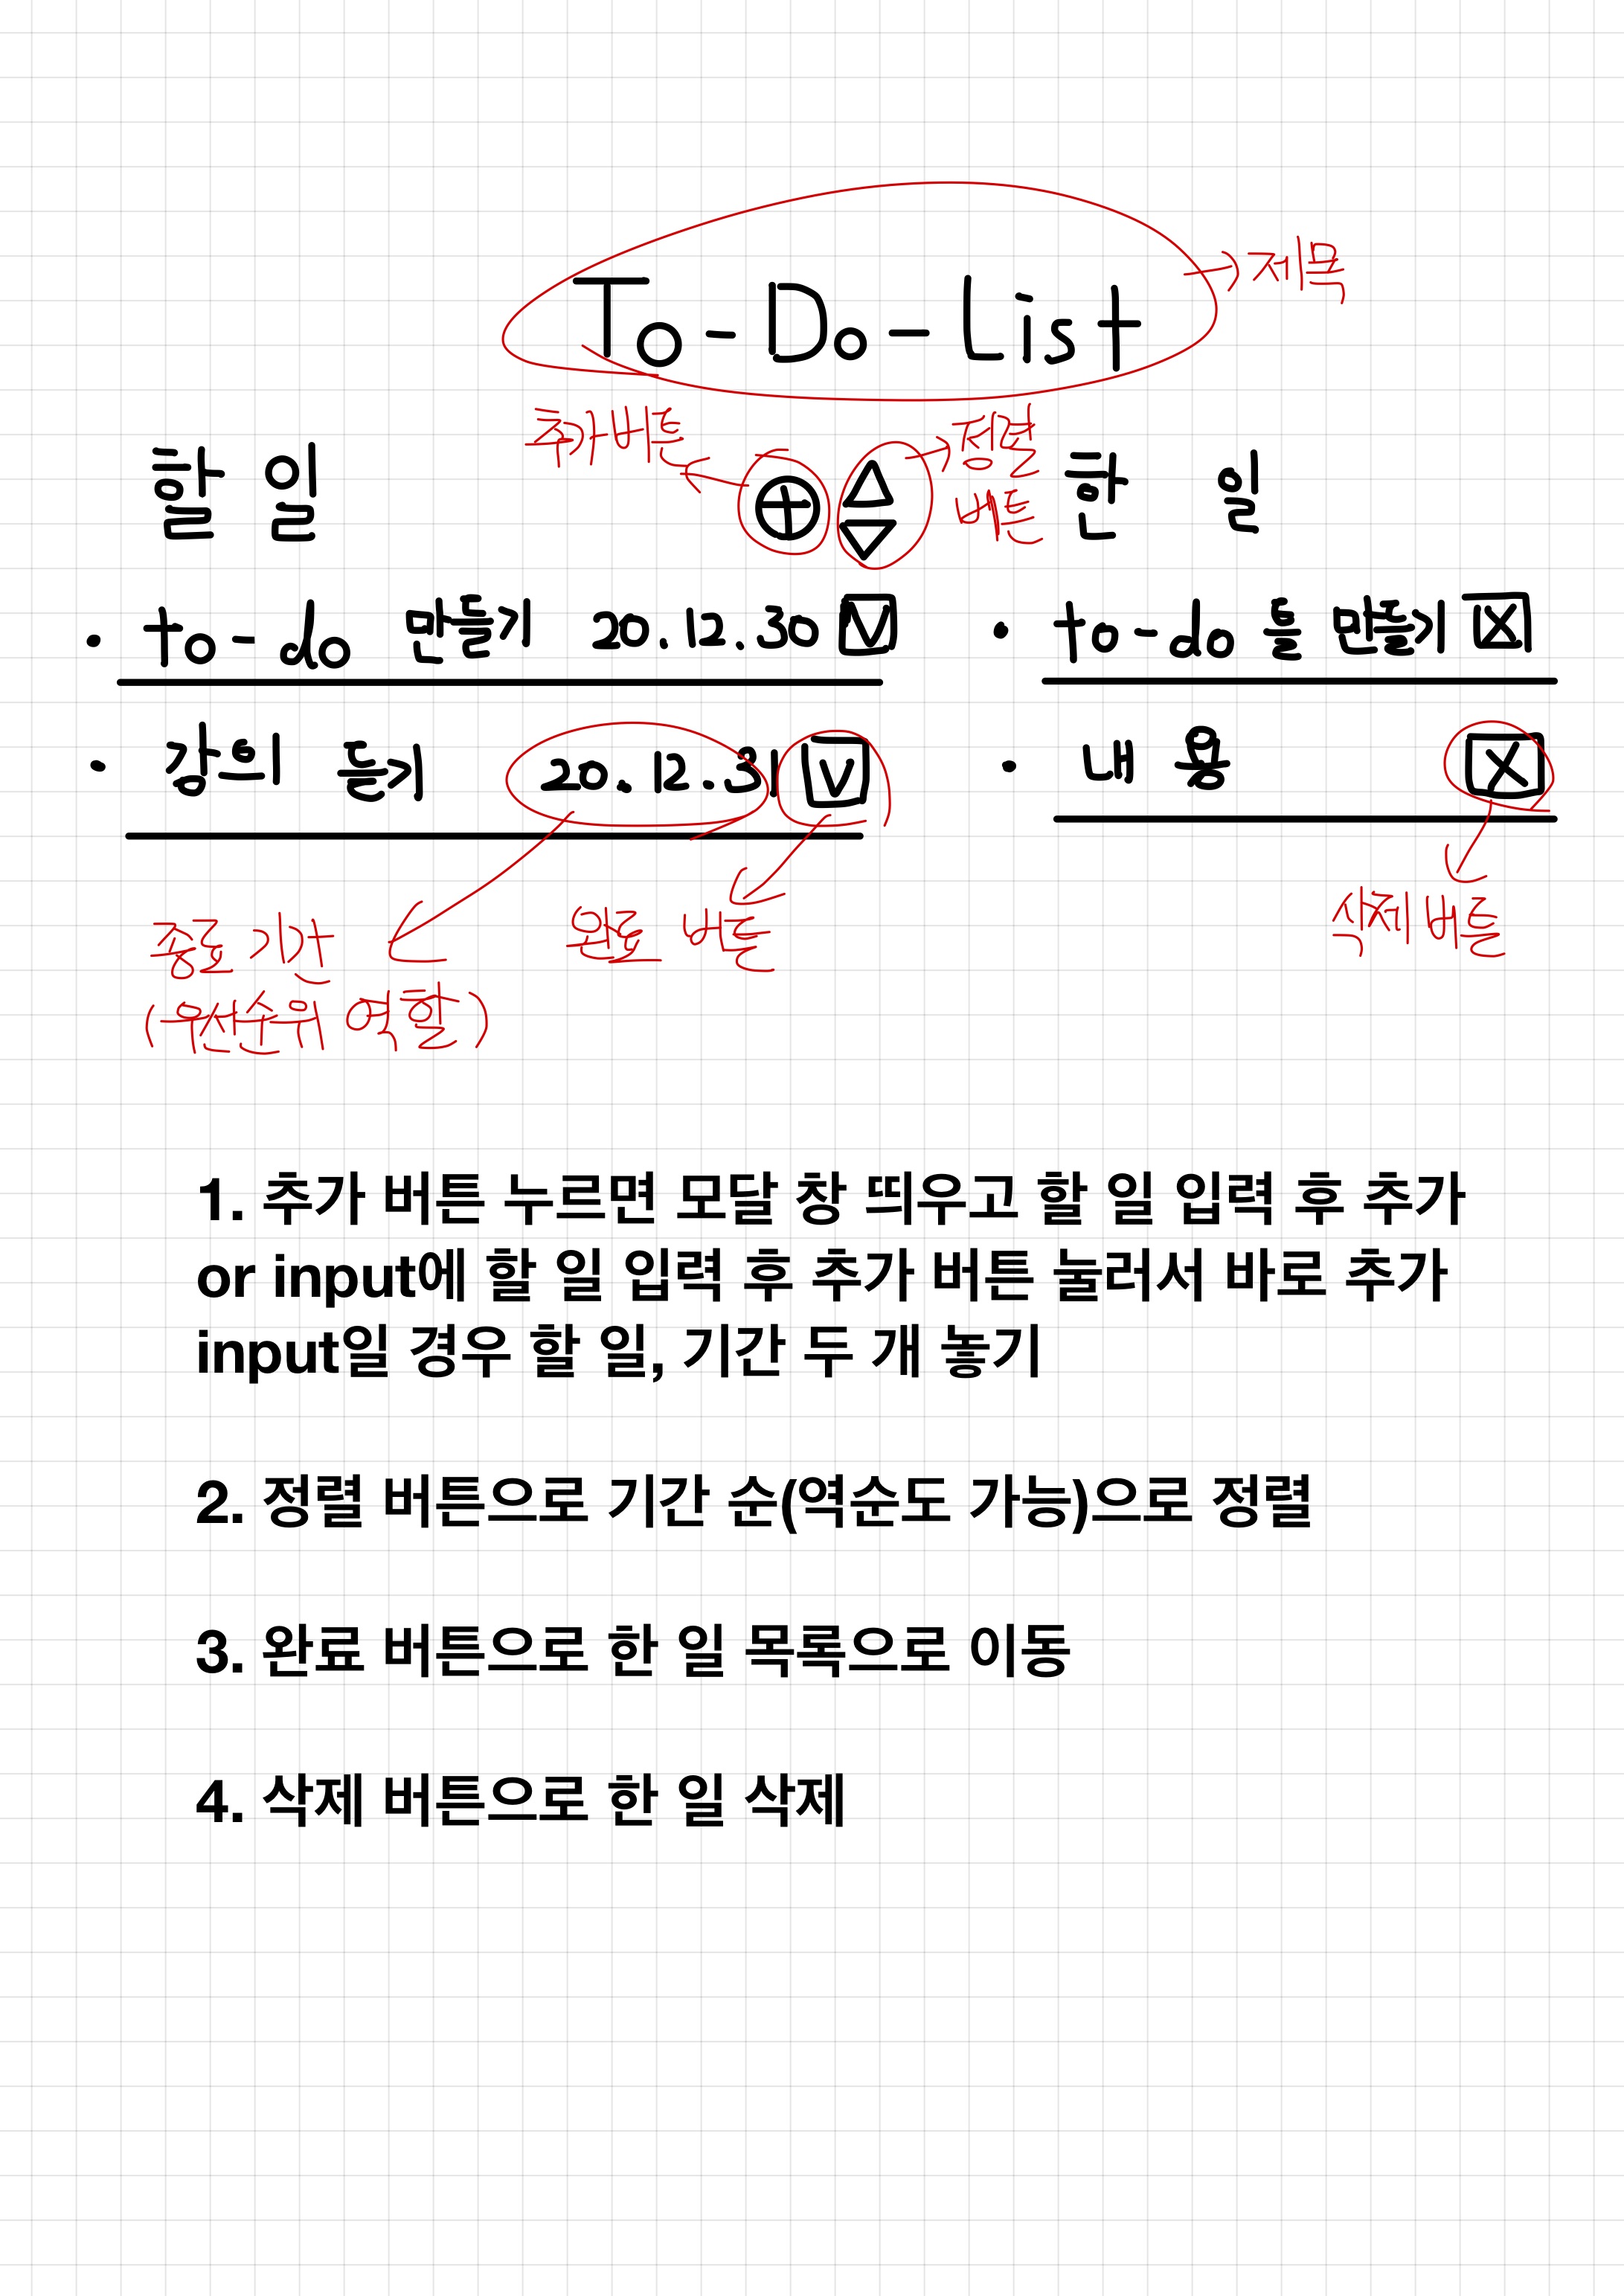 To-Do-List
→ 제목
추가버튼
정렬
버튼
할 일
한 일
· to-do 만들기 20.12.30 V
· to-do 를 만들기 X
· 강의 듣기 20.12.31 V
· 내용 X
종료 기간
(우선순위 역할)
완료 버튼
삭제 버튼
1. 추가 버튼 누르면 모달 창 띄우고 할 일 입력 후 추가
or input에 할 일 입력 후 추가 버튼 눌러서 바로 추가
input일 경우 할 일, 기간 두 개 놓기
2. 정렬 버튼으로 기간 순(역순도 가능)으로 정렬
3. 완료 버튼으로 한 일 목록으로 이동
4. 삭제 버튼으로 한 일 삭제